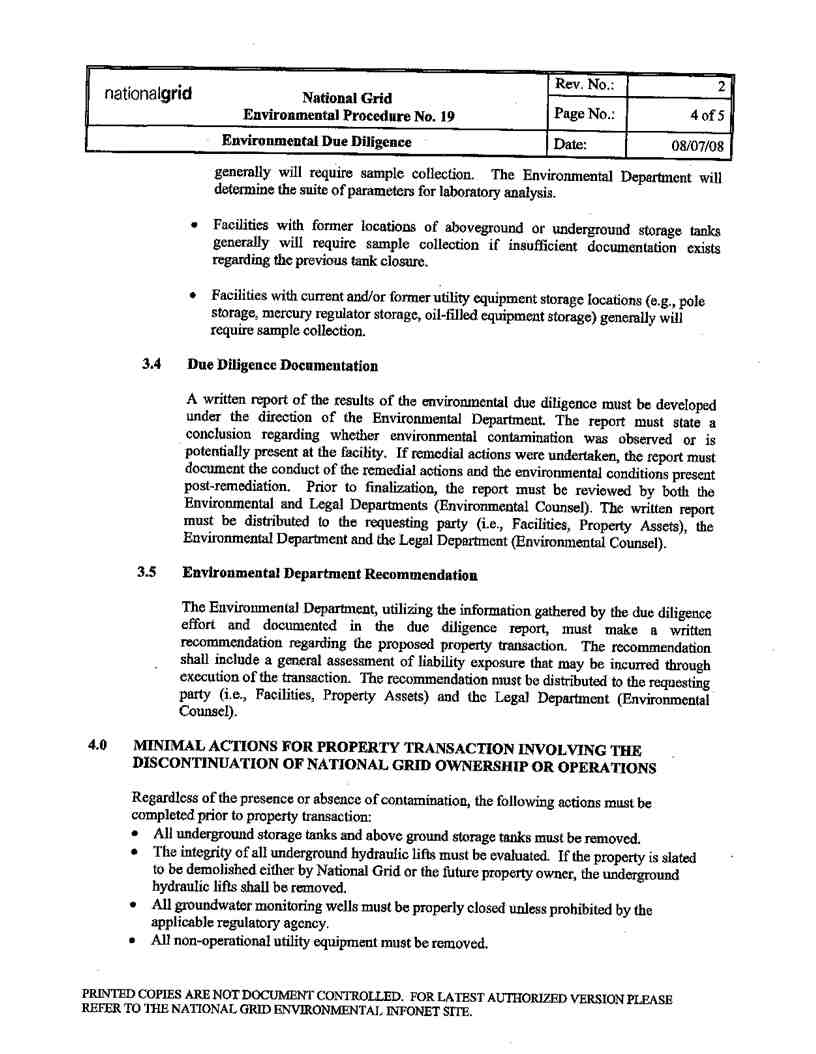 nationalgrid
National Grid
Environmental Procedure No. 19
Rev. No.: 2
Page No.: 4 of 5
Environmental Due Diligence
Date: 08/07/08
generally will require sample collection. The Environmental Department will
determine the suite of parameters for laboratory analysis.
• Facilities with former locations of aboveground or underground storage tanks
generally will require sample collection if insufficient documentation exists
regarding the previous tank closure.
• Facilities with current and/or former utility equipment storage locations (e.g., pole
storage, mercury regulator storage, oil-filled equipment storage) generally will
require sample collection.
3.4 Due Diligence Documentation
A written report of the results of the environmental due diligence must be developed
under the direction of the Environmental Department. The report must state a
conclusion regarding whether environmental contamination was observed or is
potentially present at the facility. If remedial actions were undertaken, the report must
document the conduct of the remedial actions and the environmental conditions present
post-remediation. Prior to finalization, the report must be reviewed by both the
Environmental and Legal Departments (Environmental Counsel). The written report
must be distributed to the requesting party (i.e., Facilities, Property Assets), the
Environmental Department and the Legal Department (Environmental Counsel).
3.5 Environmental Department Recommendation
The Environmental Department, utilizing the information gathered by the due diligence
effort and documented in the due diligence report, must make a written
recommendation regarding the proposed property transaction. The recommendation
shall include a general assessment of liability exposure that may be incurred through
execution of the transaction. The recommendation must be distributed to the requesting
party (i.e., Facilities, Property Assets) and the Legal Department (Environmental
Counsel).
4.0 MINIMAL ACTIONS FOR PROPERTY TRANSACTION INVOLVING THE
DISCONTINUATION OF NATIONAL GRID OWNERSHIP OR OPERATIONS
Regardless of the presence or absence of contamination, the following actions must be
completed prior to property transaction:
• All underground storage tanks and above ground storage tanks must be removed.
• The integrity of all underground hydraulic lifts must be evaluated. If the property is slated
to be demolished either by National Grid or the future property owner, the underground
hydraulic lifts shall be removed.
• All groundwater monitoring wells must be properly closed unless prohibited by the
applicable regulatory agency.
• All non-operational utility equipment must be removed.
PRINTED COPIES ARE NOT DOCUMENT CONTROLLED. FOR LATEST AUTHORIZED VERSION PLEASE
REFER TO THE NATIONAL GRID ENVIRONMENTAL INFONET SITE.